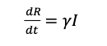 dR/dt = γI